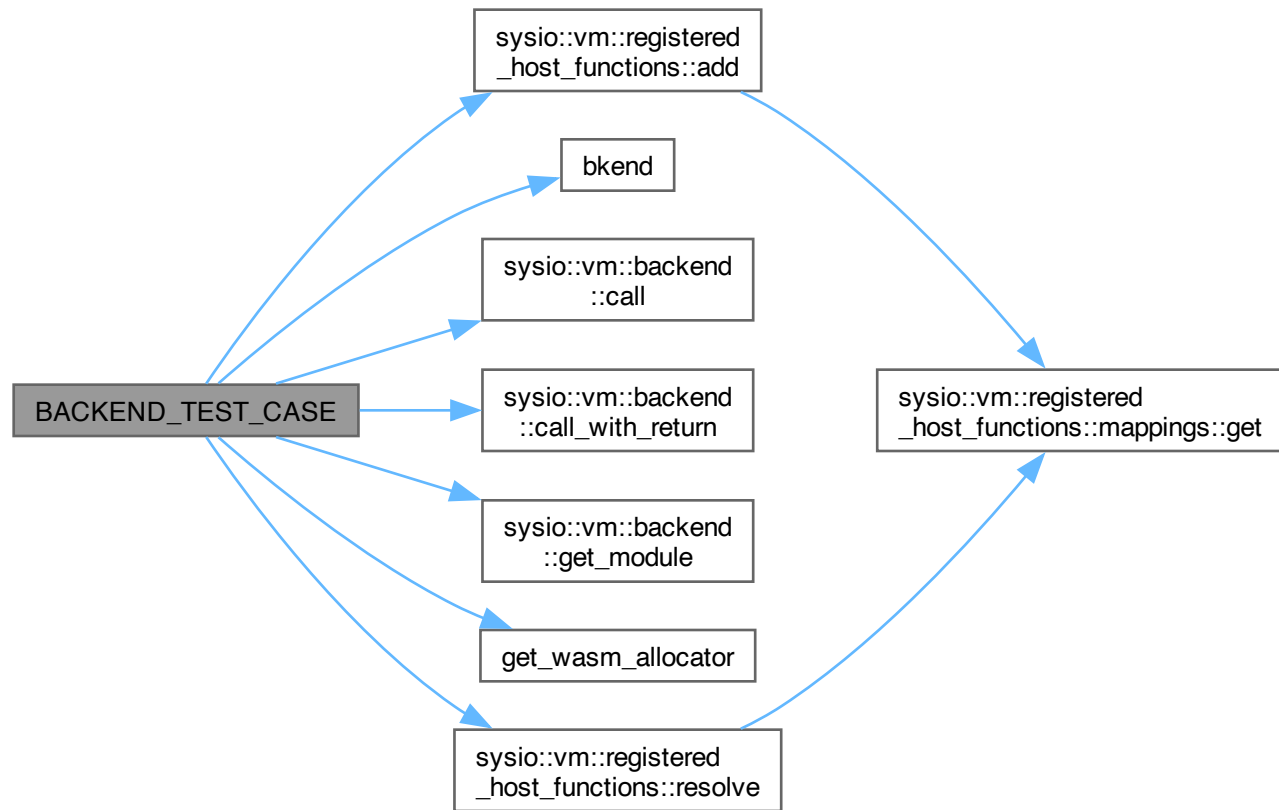 sysio::vm::registered
_host_functions::add
bkend
sysio::vm::backend
::call
BACKEND_TEST_CASE
sysio::vm::backend
::call_with_return
sysio::vm::registered
_host_functions::mappings::get
sysio::vm::backend
::get_module
get_wasm_allocator
sysio::vm::registered
_host_functions::resolve